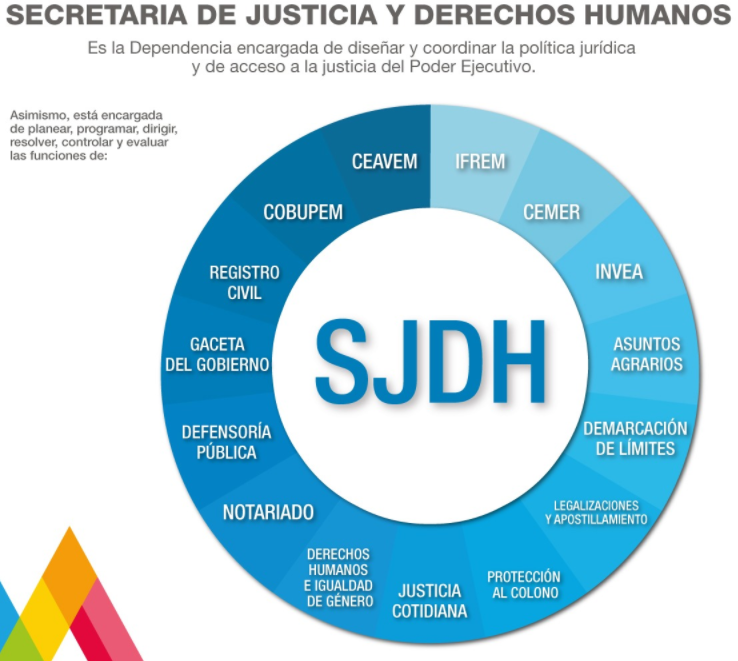 SECRETARIA DE JUSTICIA Y DERECHOS HUMANOS
Es la Dependencia encargada de diseñar y coordinar la política jurídica
y de acceso a la justicia del Poder Ejecutivo.
Asimismo, está encargada
de planear, programar, dirigir,
resolver, controlar y evaluar
las funciones de:
CEAVEM
IFREM
COBUPEM
CEMER
REGISTRO
CIVIL
INVEA
GACETA
DEL GOBIERNO
SJDH
ASUNTOS
AGRARIOS
DEFENSORÍA
PÚBLICA
DEMARCACIÓN
DE LÍMITES
NOTARIADO
LEGALIZACIONES
Y APOSTILLAMIENTO
DERECHOS
HUMANOS
E IGUALDAD
DE GÉNERO
JUSTICIA
COTIDIANA
PROTECCIÓN
AL COLONO